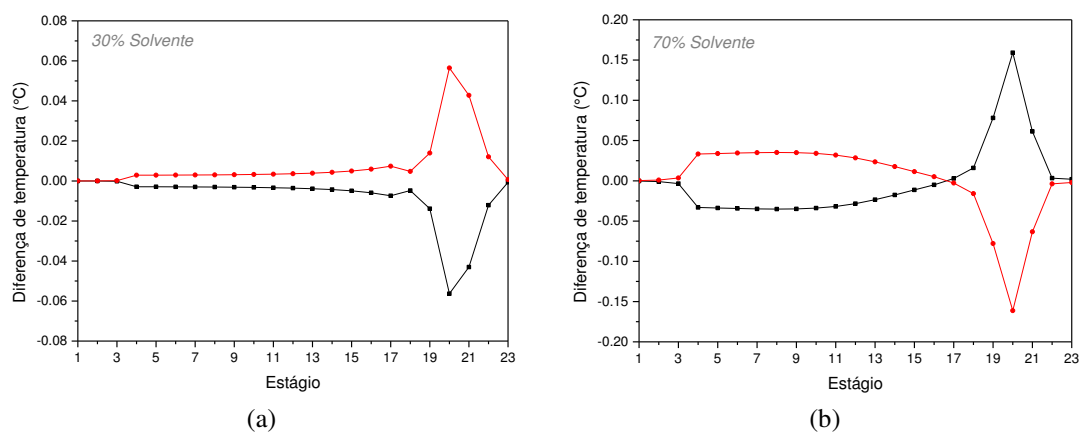 30% Solvente
Diferença de temperatura (°C)
0.08
0.06
0.04
0.02
0.00
-0.02
-0.04
-0.06
-0.08
1 3 5 7 9 11 13 15 17 19 21 23
Estágio
(a)
70% Solvente
Diferença de temperatura (°C)
0.20
0.15
0.10
0.05
0.00
-0.05
-0.10
-0.15
-0.20
1 3 5 7 9 11 13 15 17 19 21 23
Estágio
(b)